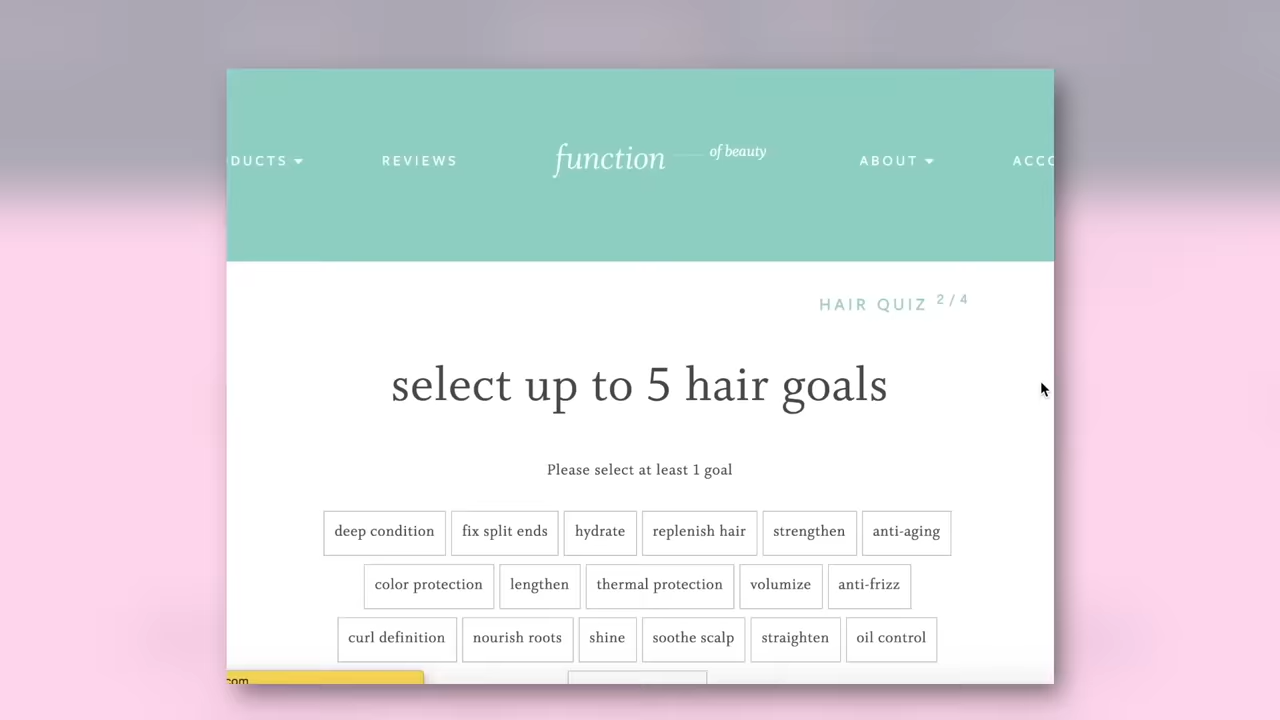 DUCTS REVIEWS function of beauty ABOUT ACCO
HAIR QUIZ 2/4
select up to 5 hair goals
Please select at least 1 goal
deep condition fix split ends hydrate replenish hair strengthen anti-aging
color protection lengthen thermal protection volumize anti-frizz
curl definition nourish roots shine soothe scalp straighten oil control
com